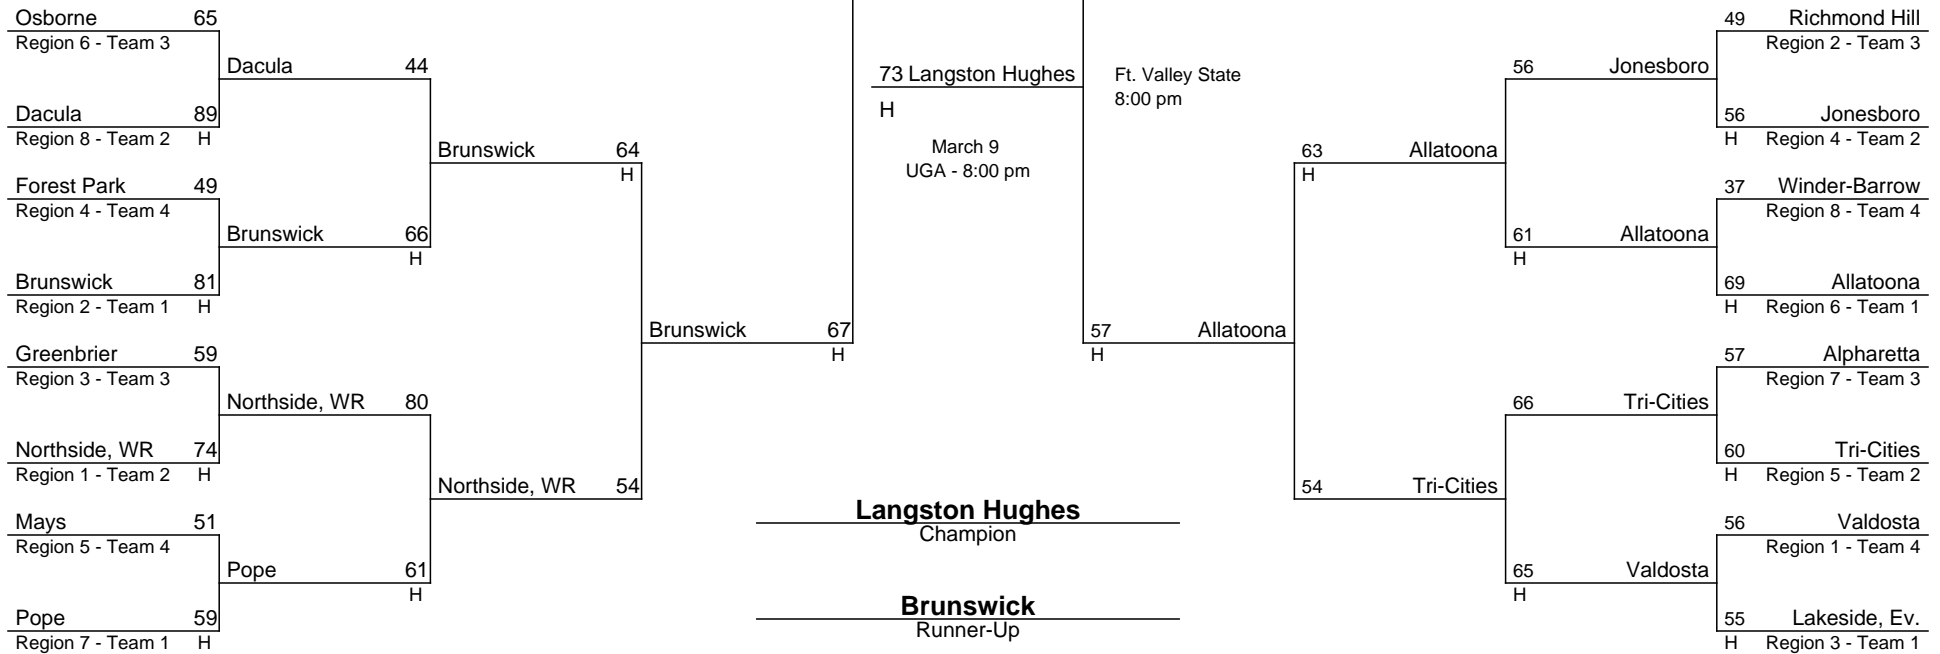 Osborne 65
Region 6 - Team 3
Dacula 89
Region 8 - Team 2 H
Forest Park 49
Region 4 - Team 4
Brunswick 81
Region 2 - Team 1 H
Greenbrier 59
Region 3 - Team 3
Northside, WR 74
Region 1 - Team 2 H
Mays 51
Region 5 - Team 4
Pope 59
Region 7 - Team 1 H
Dacula 44
Brunswick 66
H
Northside, WR 80
Pope 61
H
Brunswick 64
H
Northside, WR 54
Brunswick 67
H
73 Langston Hughes
H
March 9
UGA - 8:00 pm
Ft. Valley State
8:00 pm
Langston Hughes
Champion
Brunswick
Runner-Up
57 Allatoona
H
63 Allatoona
H
54 Tri-Cities
56 Jonesboro
61 Allatoona
H
66 Tri-Cities
65 Valdosta
H
49 Richmond Hill
Region 2 - Team 3
56 Jonesboro
H Region 4 - Team 2
37 Winder-Barrow
Region 8 - Team 4
69 Allatoona
H Region 6 - Team 1
57 Alpharetta
Region 7 - Team 3
60 Tri-Cities
H Region 5 - Team 2
56 Valdosta
Region 1 - Team 4
55 Lakeside, Ev.
H Region 3 - Team 1